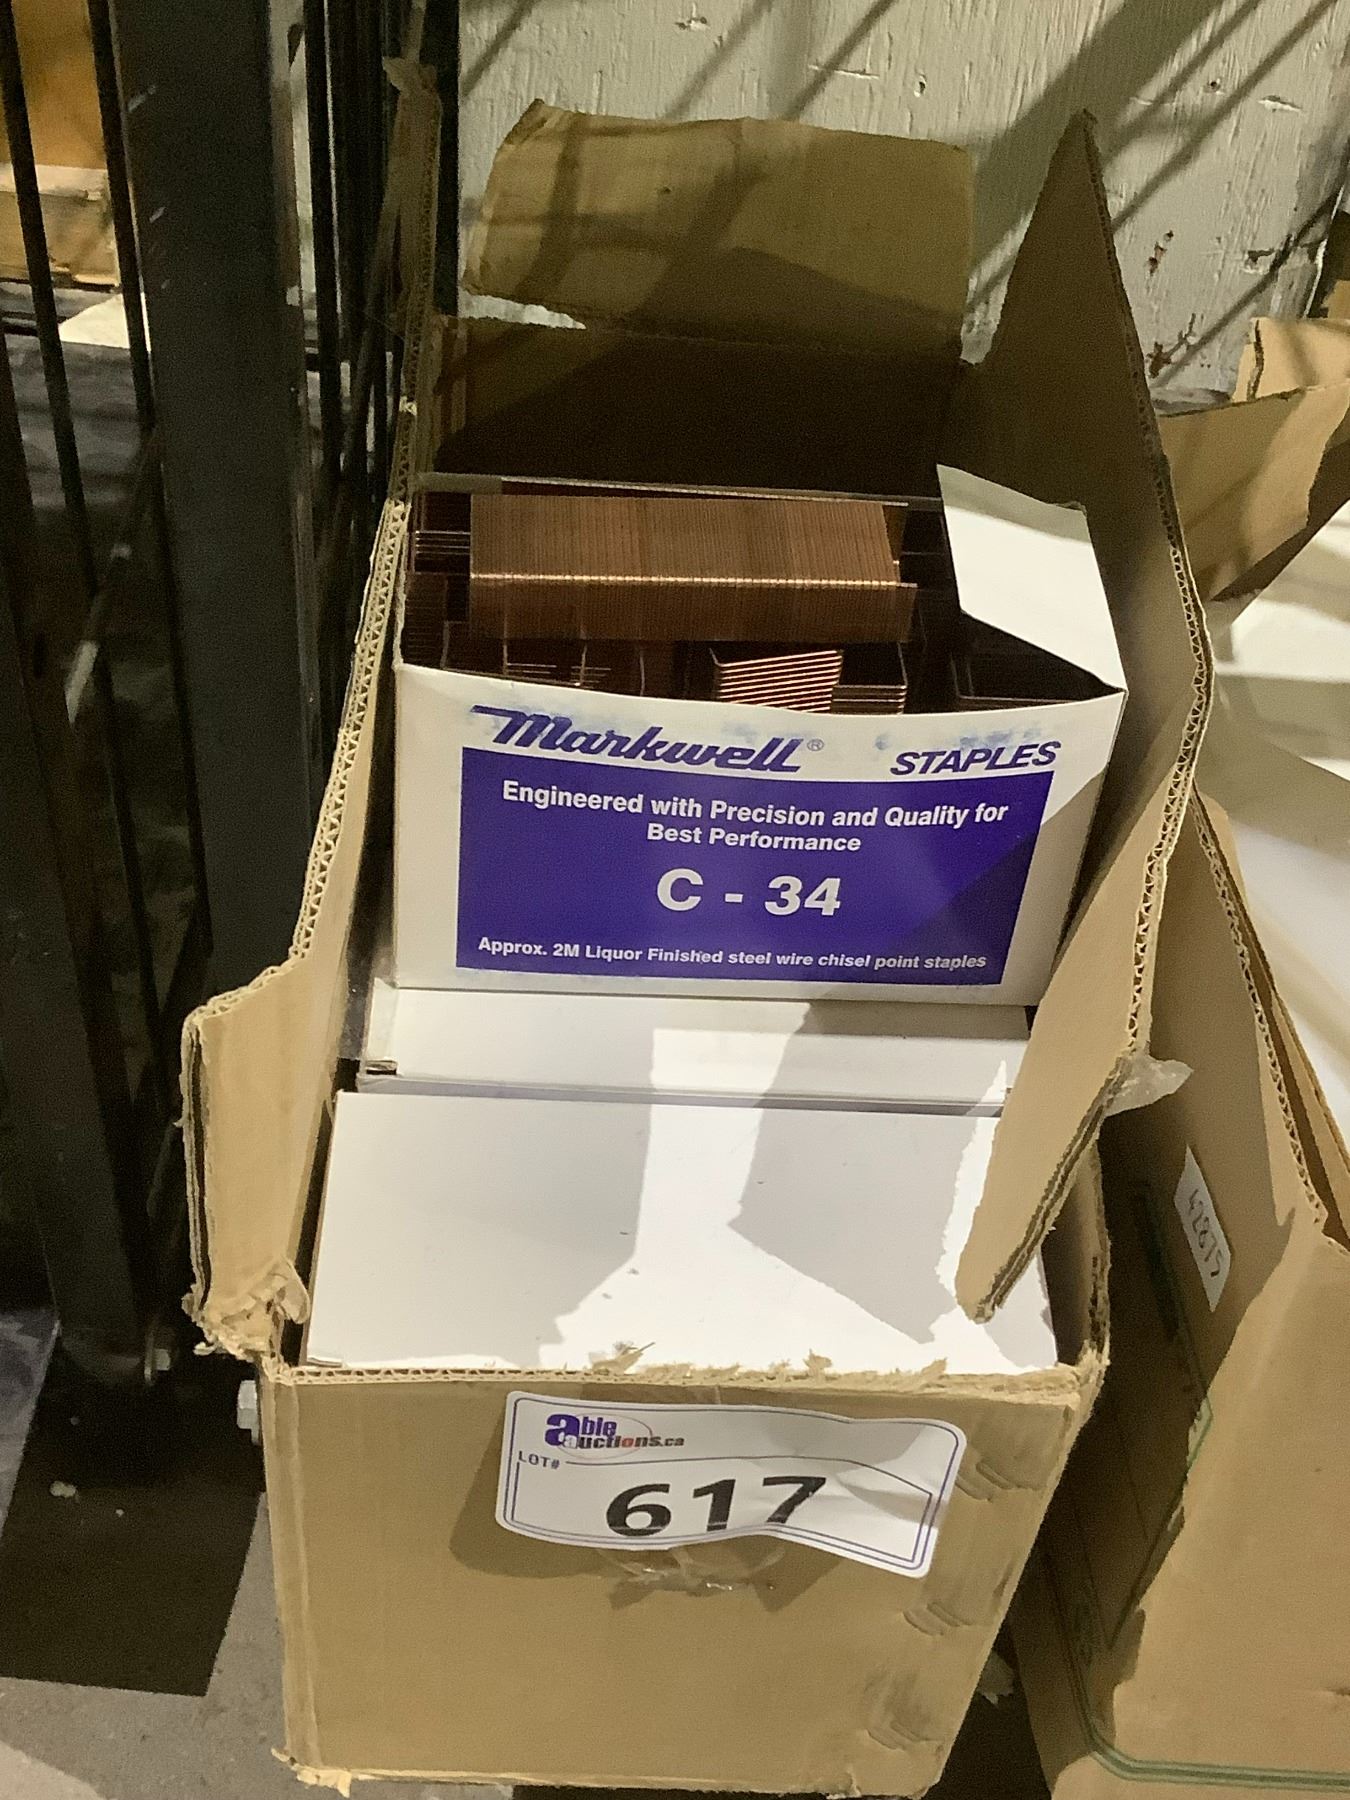 Markwell® STAPLES
Engineered with Precision and Quality for
Best Performance
C - 34
Approx. 2M Liquor Finished steel wire chisel point staples
able
auctions.ca
LOT#
617
42875